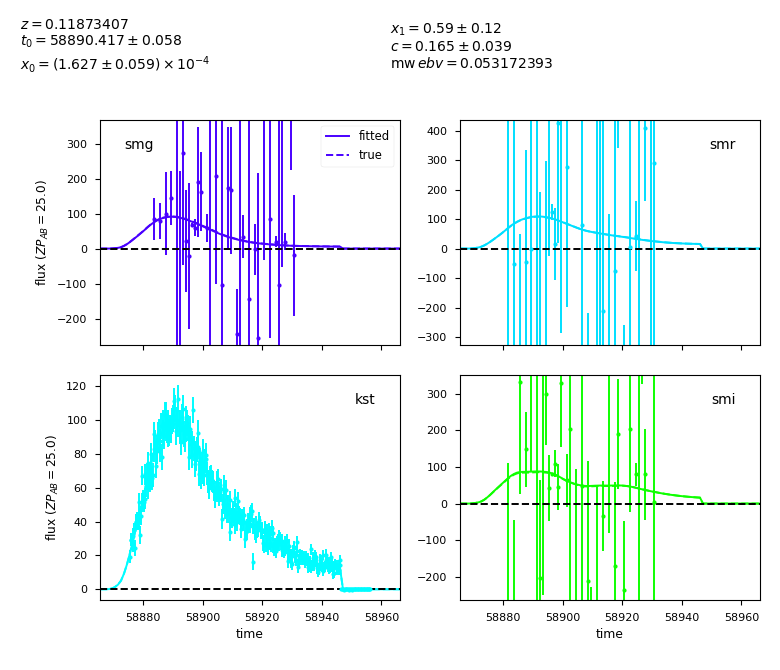 z = 0.11873407
t₀ = 58890.417 ± 0.058
x₀ = (1.627 ± 0.059) × 10⁻⁴
x₁ = 0.59 ± 0.12
c = 0.165 ± 0.039
mw ebv = 0.053172393
smg
fitted
true
300
200
100
0
−100
−200
flux (ZP_AB = 25.0)
smr
400
300
200
100
0
−100
−200
−300
kst
120
100
80
60
40
20
0
flux (ZP_AB = 25.0)
58880 58900 58920 58940 58960
time
smi
300
200
100
0
−100
−200
58880 58900 58920 58940 58960
time